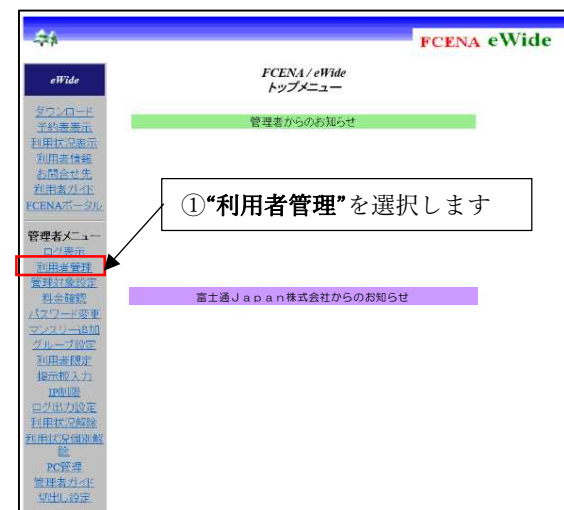 FCENA eWide
eWide
ダウンロード
予約表表示
利用状況表示
利用者情報
お問合せ先
利用者ガイド
FCENAポータル
管理者メニュー
ログ表示
利用者管理
管理対象設定
料金確認
パスワード変更
マンスリー追加
グループ設定
利用者限定
掲示板入力
IP制限
ログ出力設定
利用状況解除
利用状況個別解
除
PC管理
管理者ガイド
切出し設定
FCENA/eWide
トップメニュー
管理者からのお知らせ
①“利用者管理”を選択します
富士通Ｊａｐａｎ株式会社からのお知らせ